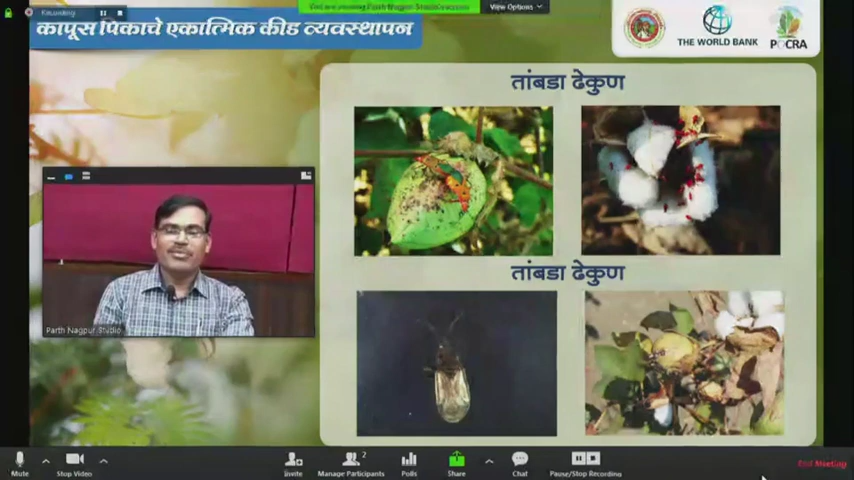 Recording
View Options
कापूस पिकाचे एकात्मिक कीड व्यवस्थापन
THE WORLD BANK
PoCRA
तांबडा ढेकुण
तांबडा ढेकुण
Parth Nagpur Studio
Mute
Stop Video
Invite
2
Manage Participants
Polls
Share
Chat
Pause/Stop Recording
End Meeting